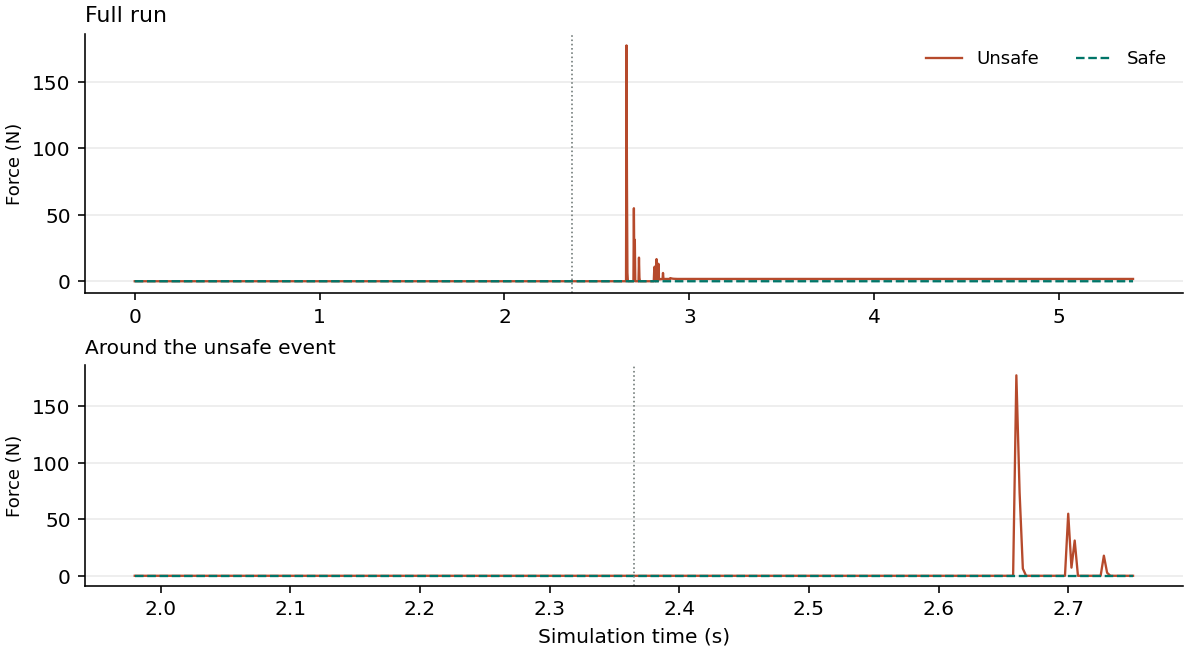 Full run
Unsafe
Safe
Force (N)
150
100
50
0
0 1 2 3 4 5
Around the unsafe event
Force (N)
150
100
50
0
2.0 2.1 2.2 2.3 2.4 2.5 2.6 2.7
Simulation time (s)